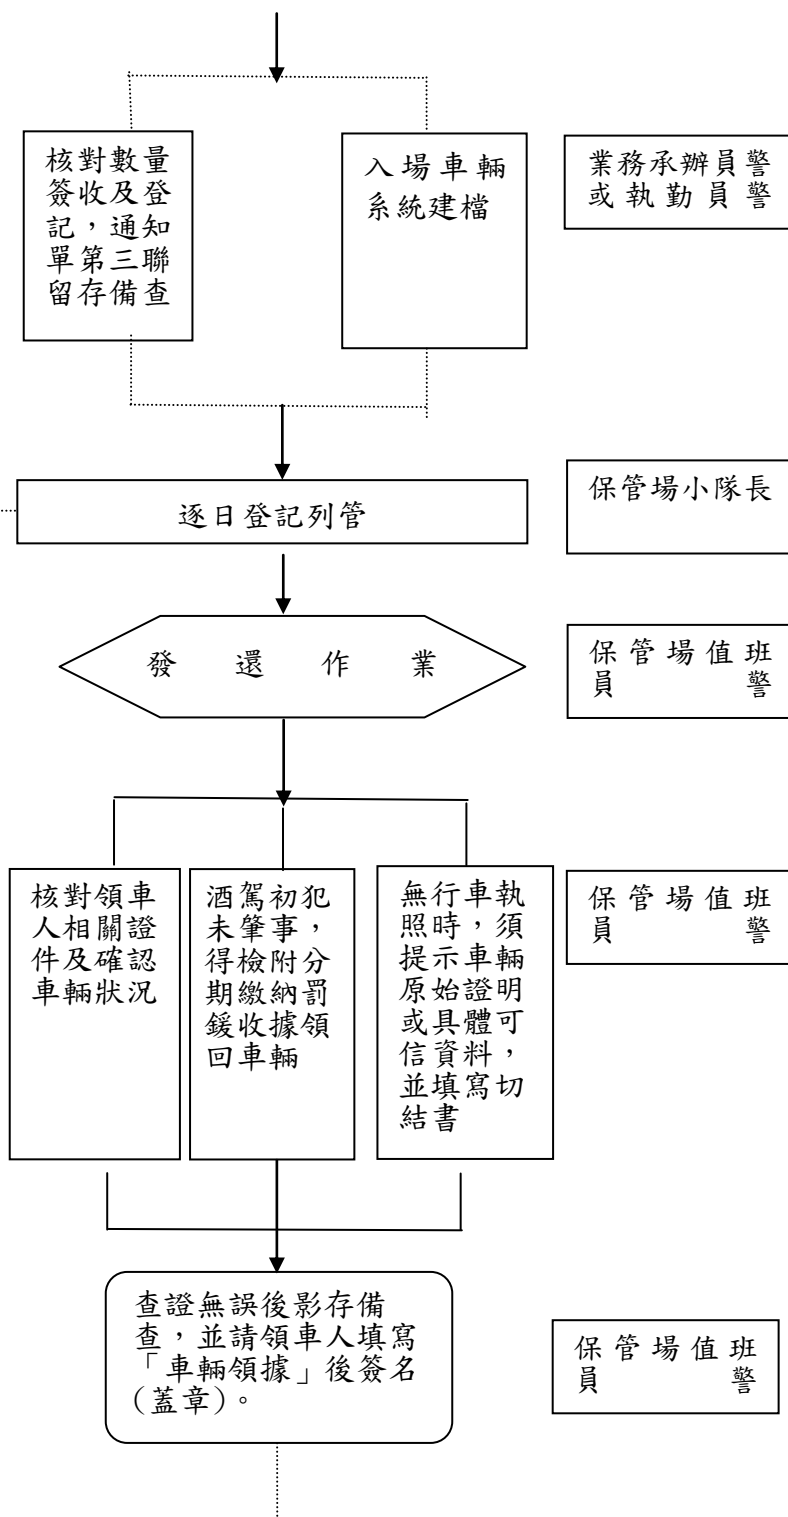 核對數量
簽收及登
記，通知
單第三聯
留存備查
入場車輛
系統建檔
業務承辦員警
或執勤員警
逐日登記列管
保管場小隊長
發還作業
保管場值班
員警
核對領車
人相關證
件及確認
車輛狀況
酒駕初犯
未肇事，
得檢附分
期繳納罰
鍰收據領
回車輛
無行車執
照時，須
提示車輛
原始證明
或具體可
信資料，
並填寫切
結書
保管場值班
員警
查證無誤後影存備
查，並請領車人填寫
「車輛領據」後簽名
(蓋章)。
保管場值班
員警